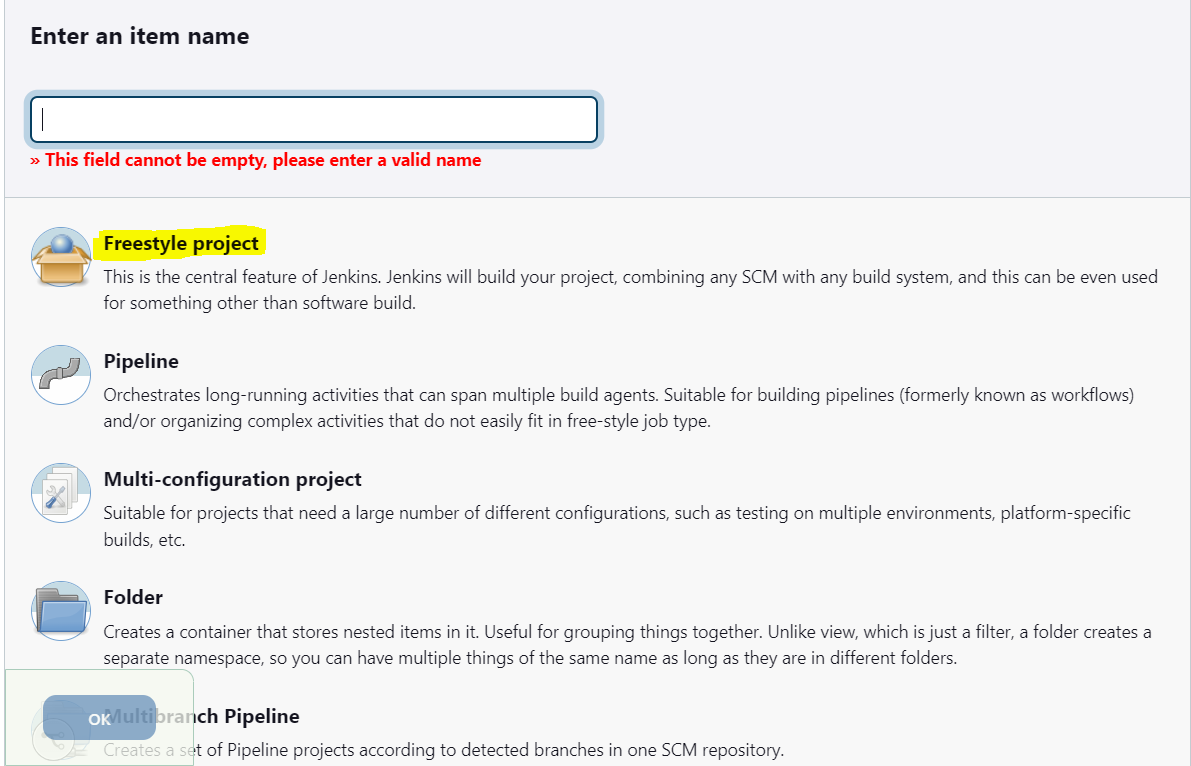 Enter an item name
» This field cannot be empty, please enter a valid name
Freestyle project
This is the central feature of Jenkins. Jenkins will build your project, combining any SCM with any build system, and this can be even used
for something other than software build.
Pipeline
Orchestrates long-running activities that can span multiple build agents. Suitable for building pipelines (formerly known as workflows)
and/or organizing complex activities that do not easily fit in free-style job type.
Multi-configuration project
Suitable for projects that need a large number of different configurations, such as testing on multiple environments, platform-specific
builds, etc.
Folder
Creates a container that stores nested items in it. Useful for grouping things together. Unlike view, which is just a filter, a folder creates a
separate namespace, so you can have multiple things of the same name as long as they are in different folders.
OK
Multibranch Pipeline
Creates a set of Pipeline projects according to detected branches in one SCM repository.